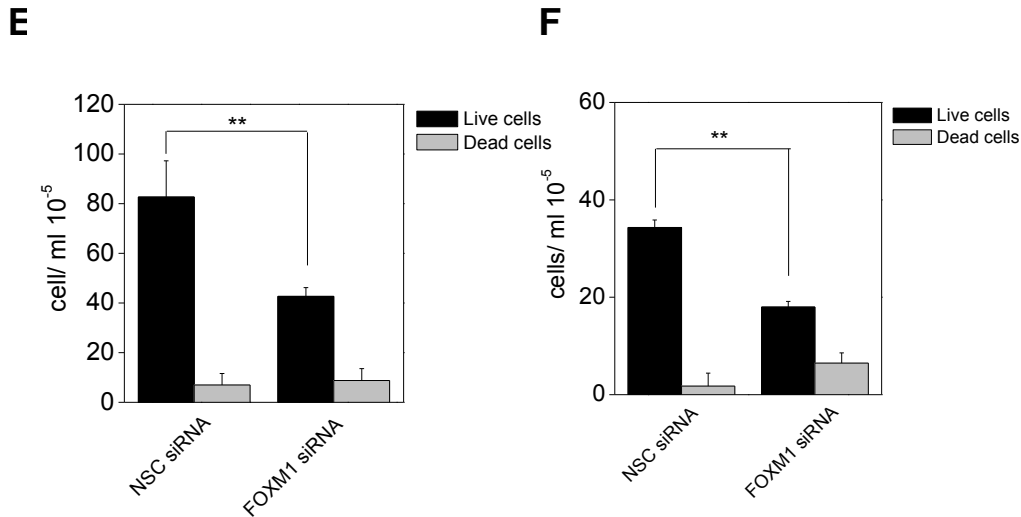 E
F
120
100
80
60
40
20
0
cell/ ml 10⁻⁵
**
Live cells
Dead cells
NSC siRNA
FOXM1 siRNA
60
40
20
0
cells/ ml 10⁻⁵
**
Live cells
Dead cells
NSC siRNA
FOXM1 siRNA